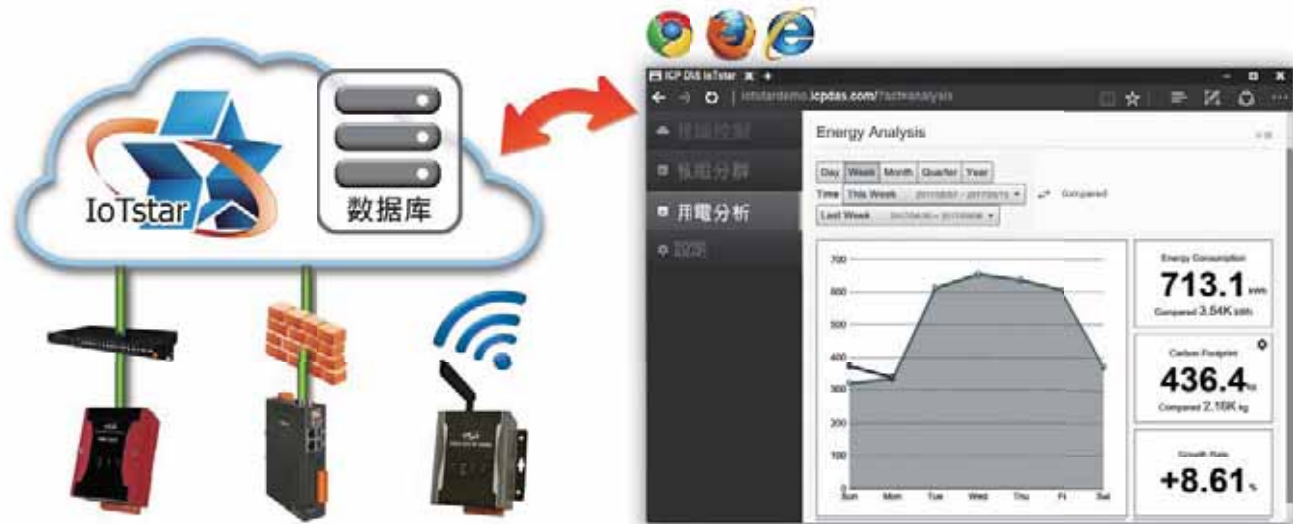 IoTstar
数据库
ICP DAS IoTstar
iotstardemo.icpdas.com/?act=analysis
用電分析
Energy Analysis
Day Week Month Quarter Year
Time This Week
Compared
Last Week
Energy Consumption
713.1 kWh
Compared 3.54K kWh
Carbon Footprint
436.4 kg
Compared 2.16K kg
Growth Rate
+8.61 %
700
600
500
400
300
200
100
0
Sun Mon Tue Wed Thu Fi Sat